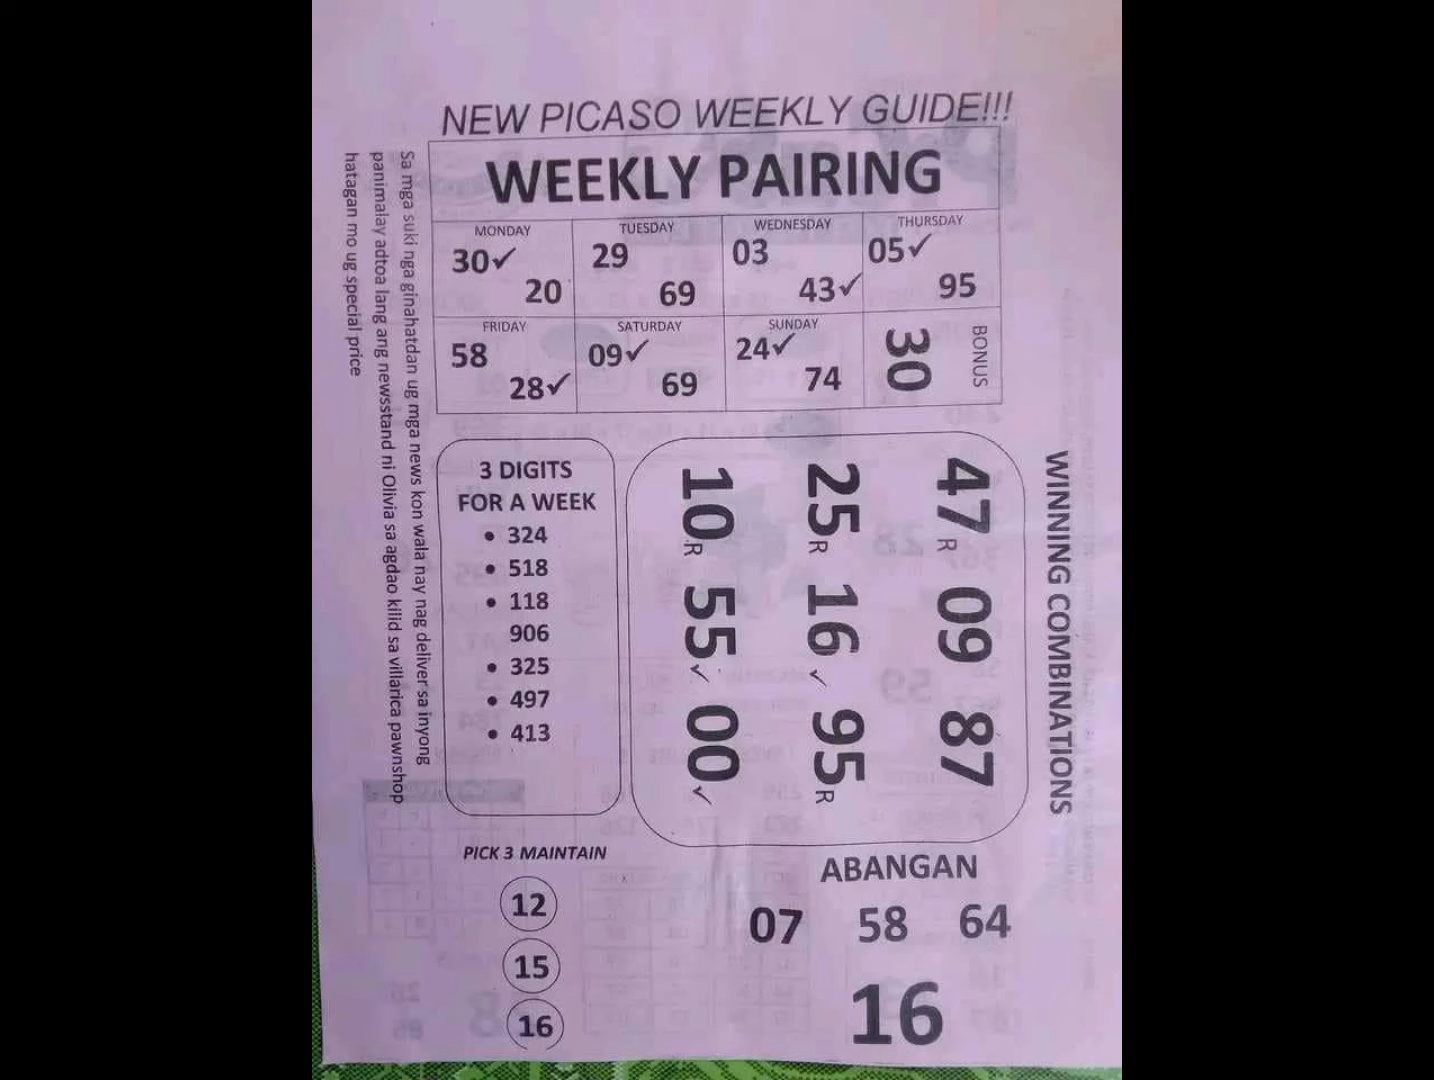 NEW PICASO WEEKLY GUIDE!!!
WEEKLY PAIRING
MONDAY
30✓
20
TUESDAY
29
69
WEDNESDAY
03
43✓
THURSDAY
05✓
95
FRIDAY
58
28✓
SATURDAY
09✓
69
SUNDAY
24✓
74
BONUS
30
Sa mga suki nga ginahatdan ug mga news kon wala nay nag deliver sa inyong
panimalay adtoa lang ang newsstand ni Olivia sa agdao kilid sa villarica pawnshop
hatagan mo ug special price
3 DIGITS
FOR A WEEK
• 324
• 518
• 118
906
• 325
• 497
• 413
WINNING COMBINATIONS
47 R 09 87
25 R 16 ✓ 95 R
10 R 55 ✓ 00 ✓
PICK 3 MAINTAIN
12
15
16
ABANGAN
07 58 64
16